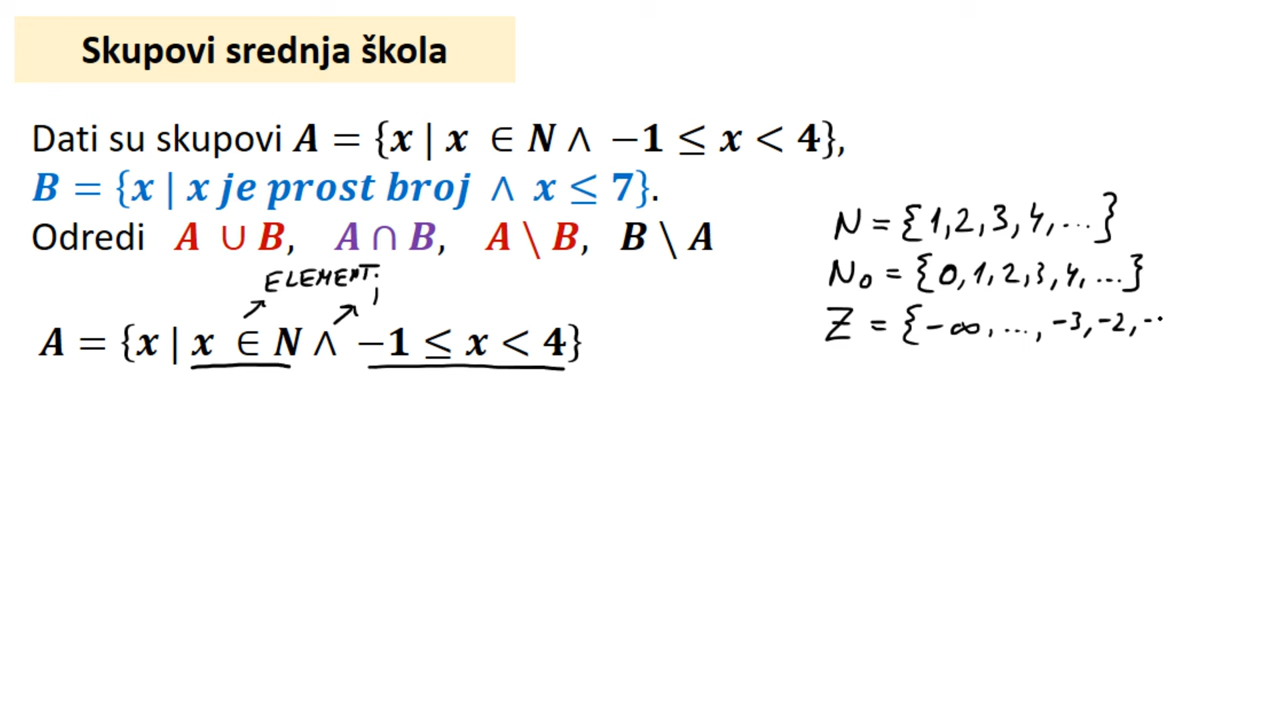 Skupovi srednja škola
Dati su skupovi A = {x | x ∈ N ∧ −1 ≤ x < 4},
B = {x | x je prost broj ∧ x ≤ 7}.
Odredi A ∪ B, A ∩ B, A \ B, B \ A
N = {1,2,3,4,...}
N₀ = {0,1,2,3,4,...}
Z = {-∞,...,-3,-2,-
ELEMENT i
A = {x | x ∈ N ∧ −1 ≤ x < 4}